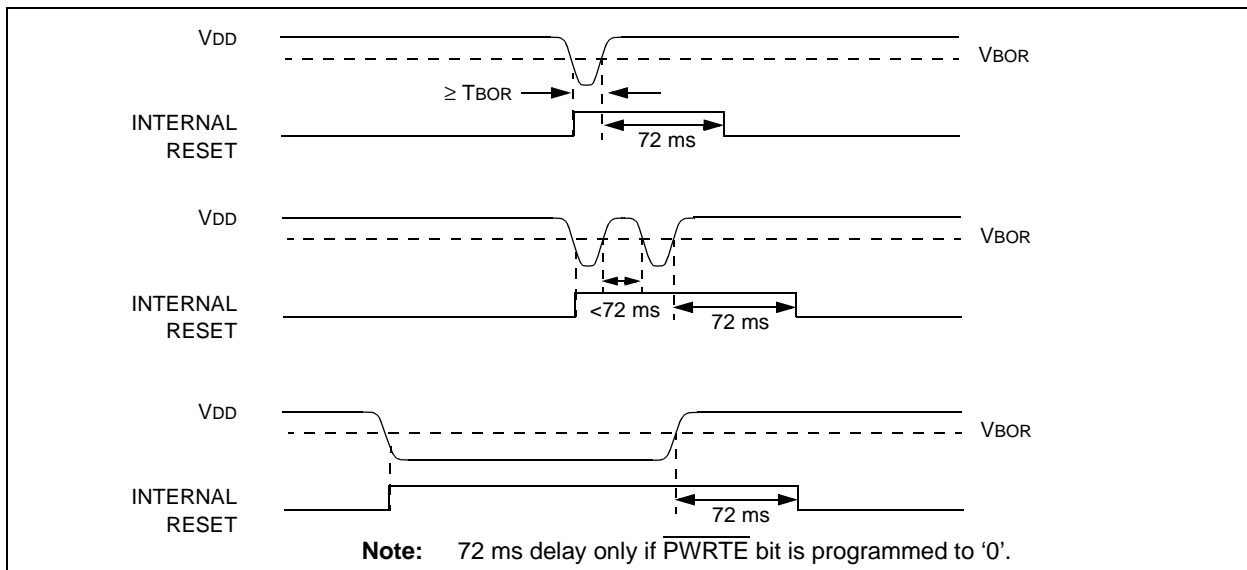 VDD
VBOR
≥ TBOR
INTERNAL
RESET
72 ms
VDD
VBOR
INTERNAL
RESET
<72 ms
72 ms
VDD
VBOR
INTERNAL
RESET
72 ms
Note: 72 ms delay only if PWRTE bit is programmed to ‘0’.